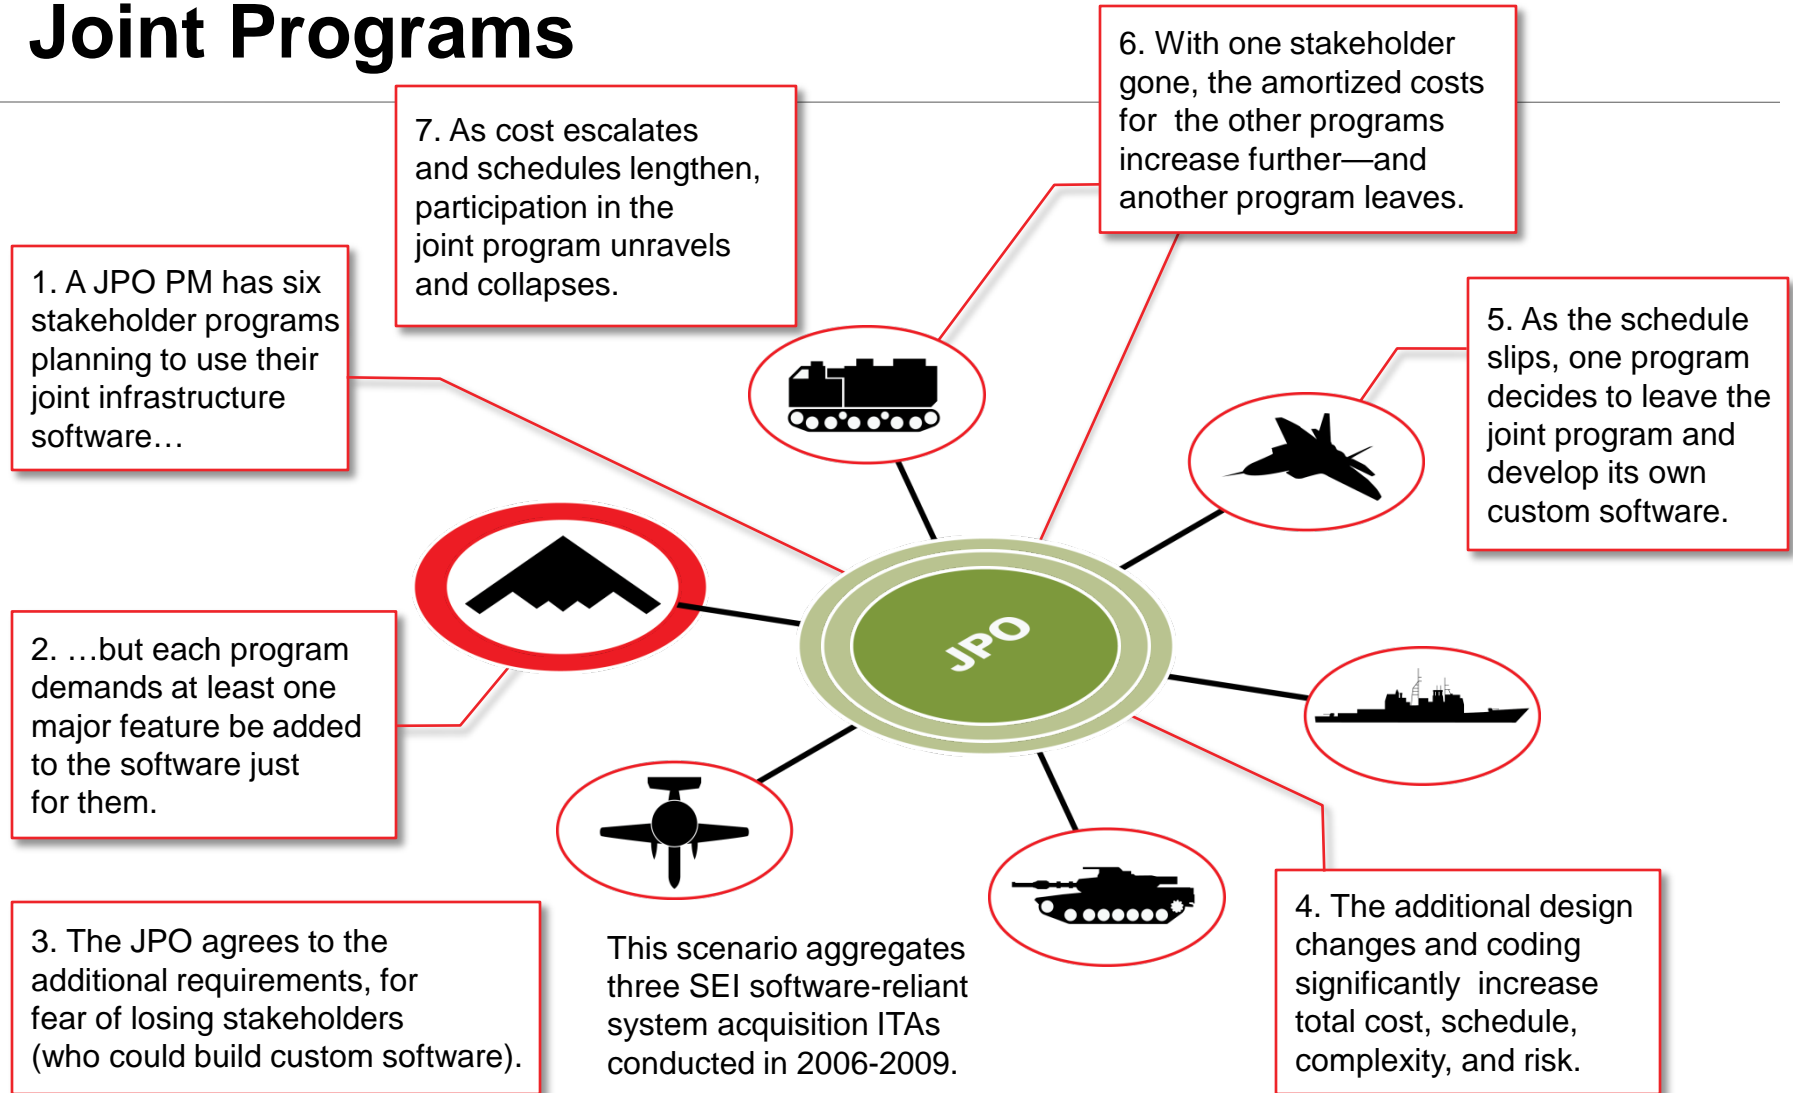 Joint Programs
1. A JPO PM has six
stakeholder programs
planning to use their
joint infrastructure
software…
2. …but each program
demands at least one
major feature be added
to the software just
for them.
3. The JPO agrees to the
additional requirements, for
fear of losing stakeholders
(who could build custom software).
4. The additional design
changes and coding
significantly  increase
total cost, schedule,
complexity, and risk.
5. As the schedule
slips, one program
decides to leave the
joint program and
develop its own
custom software.
6. With one stakeholder
gone, the amortized costs
for  the other programs
increase further—and
another program leaves.
7. As cost escalates
and schedules lengthen,
participation in the
joint program unravels
and collapses.
JPO
This scenario aggregates
three SEI software-reliant
system acquisition ITAs
conducted in 2006-2009.